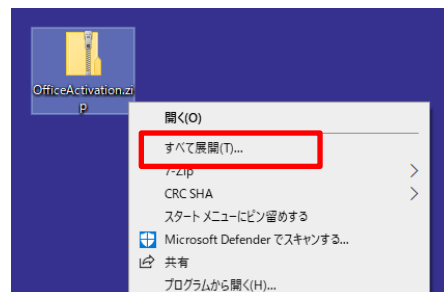 OfficeActivation.zi
p
開く(O)
すべて展開(T)...
7-Zip
CRC SHA
スタート メニューにピン留めする
Microsoft Defender でスキャンする...
共有
プログラムから開く(H)...